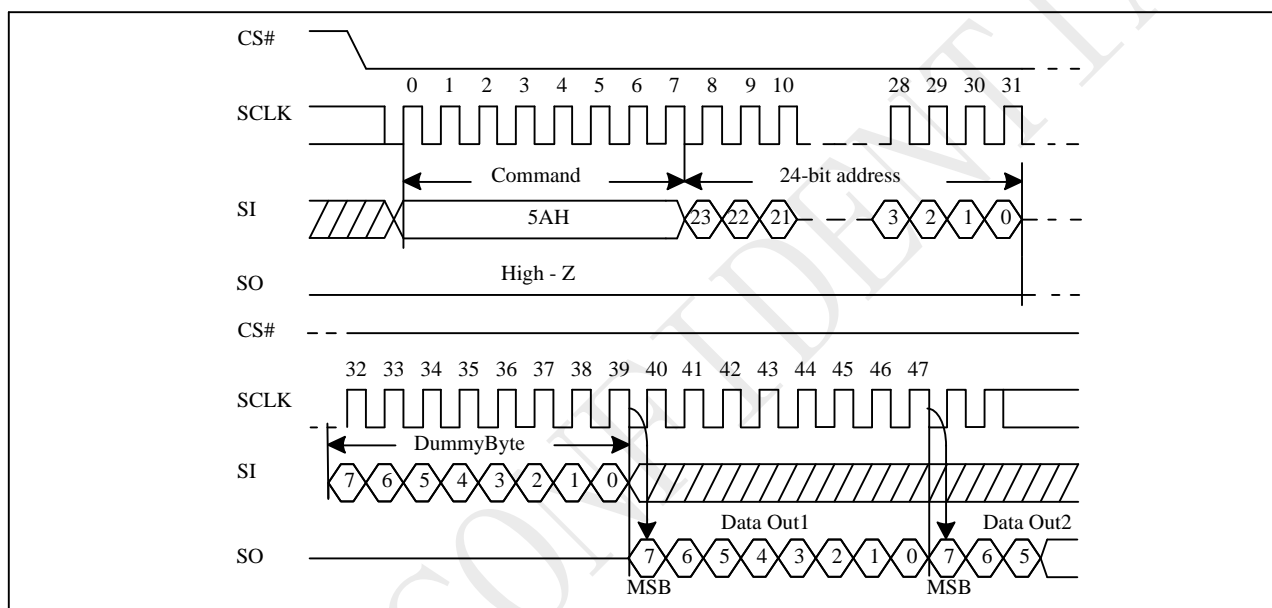 CS#
0 1 2 3 4 5 6 7 8 9 10 28 29 30 31
SCLK
Command 24-bit address
SI 5AH 23 22 21 3 2 1 0
High - Z
SO
CS#
32 33 34 35 36 37 38 39 40 41 42 43 44 45 46 47
SCLK
DummyByte
SI 7 6 5 4 3 2 1 0
Data Out1 Data Out2
SO 7 6 5 4 3 2 1 0 7 6 5
MSB MSB